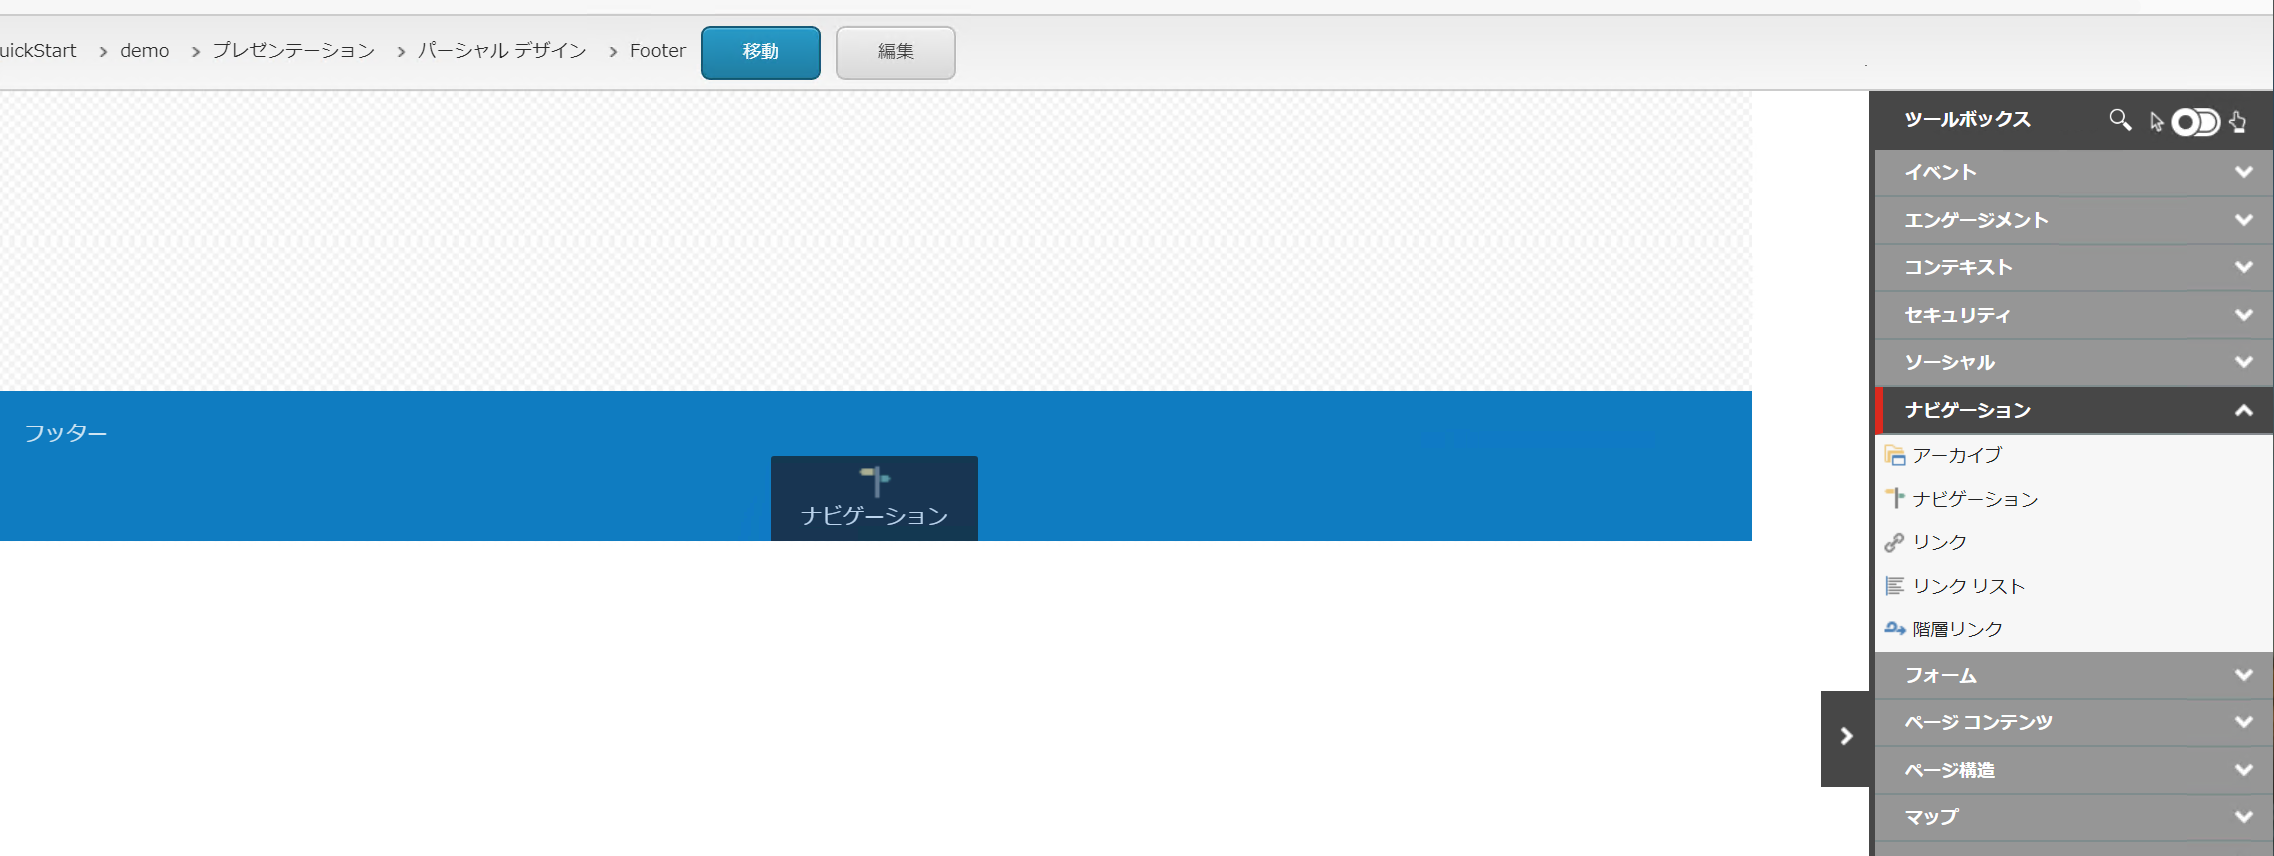 uickStart > demo > プレゼンテーション > パーシャル デザイン > Footer 移動 編集
フッター
ナビゲーション
ツールボックス
イベント
エンゲージメント
コンテキスト
セキュリティ
ソーシャル
ナビゲーション
アーカイブ
ナビゲーション
リンク
リンク リスト
階層リンク
フォーム
ページ コンテンツ
ページ構造
マップ